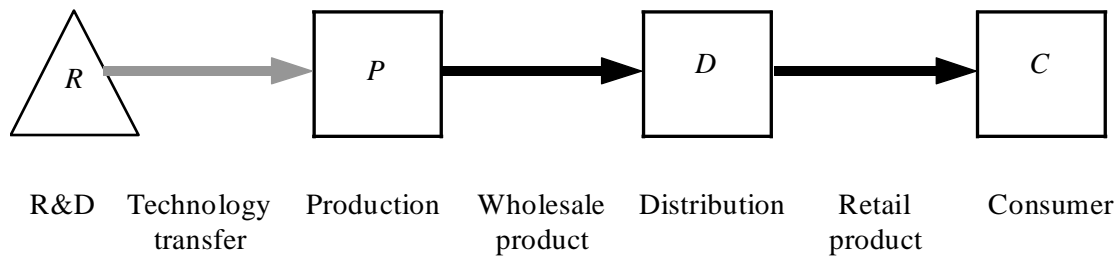 R P D C
R&D Technology Production Wholesale Distribution Retail Consumer
transfer product product